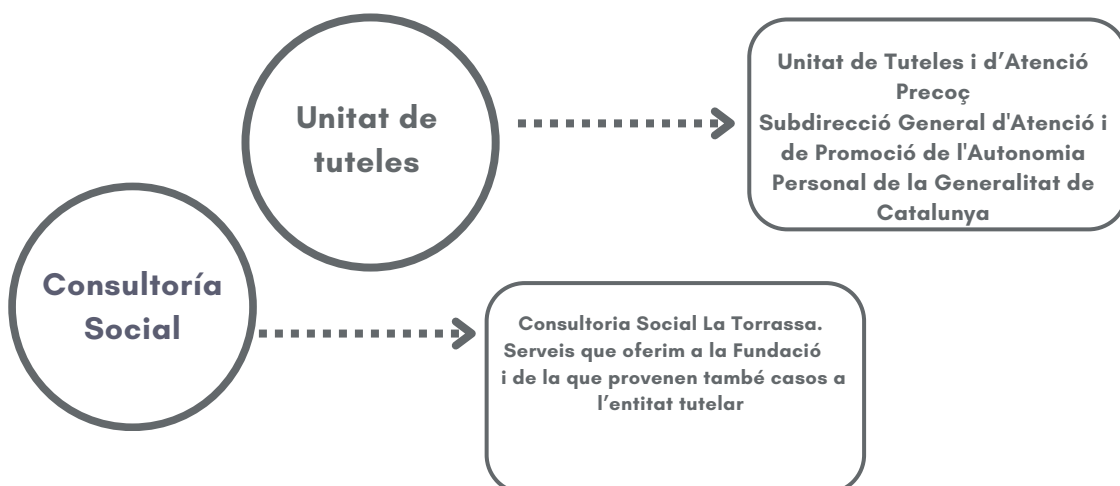 Unitat de
tuteles
Unitat de Tuteles i d’Atenció
Precoç
Subdirecció General d'Atenció i
de Promoció de l'Autonomia
Personal de la Generalitat de
Catalunya
Consultoría
Social
Consultoria Social La Torrassa.
Serveis que oferim a la Fundació
i de la que provenen també casos a
l’entitat tutelar